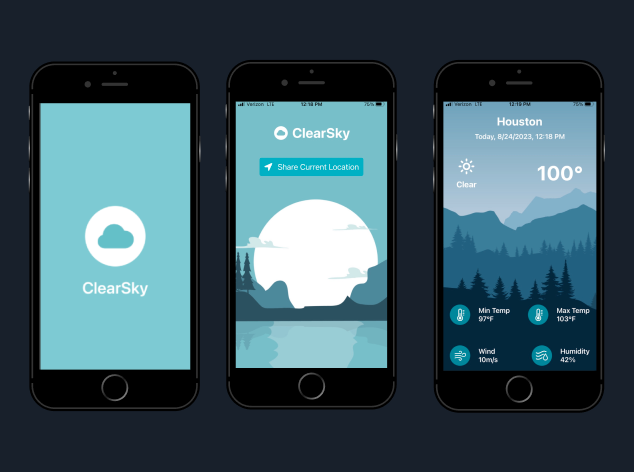 ClearSky
Verizon LTE 12:18 PM 75%
ClearSky
Share Current Location
Verizon LTE 12:19 PM 75%
Houston
Today, 8/24/2023, 12:18 PM
Clear
100°
Min Temp
97°F
Max Temp
103°F
Wind
10m/s
Humidity
42%